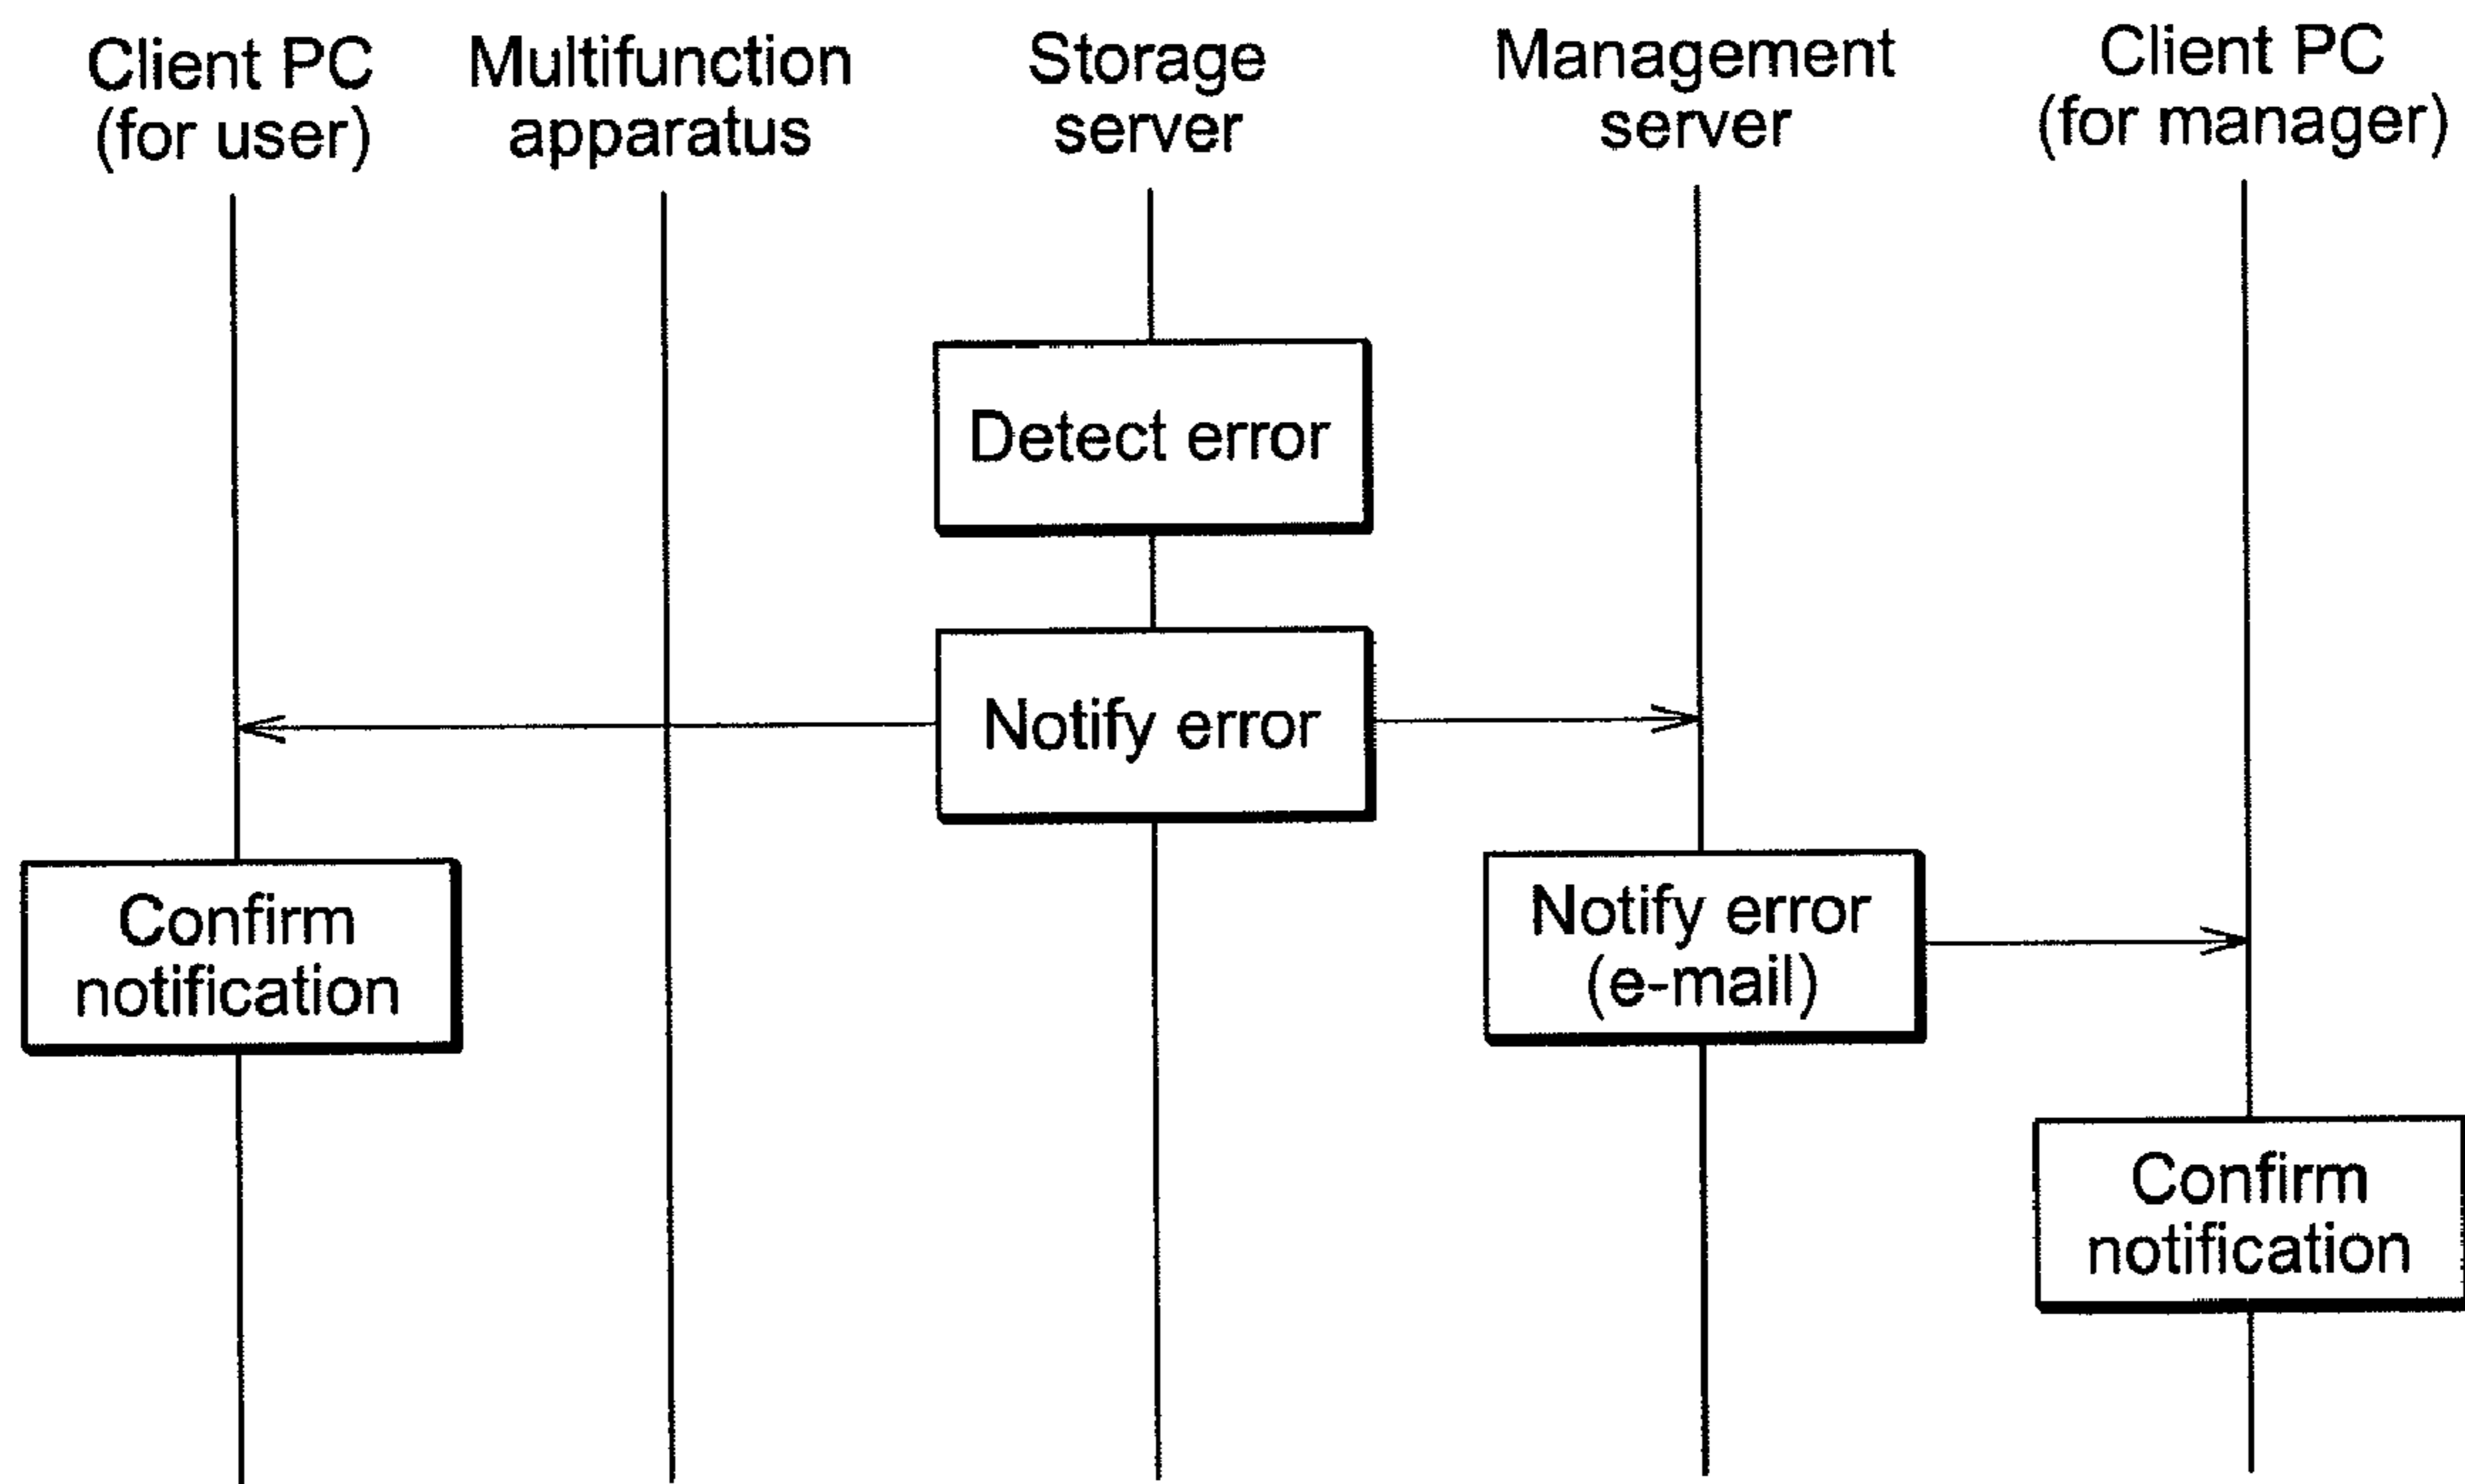 Client PC
(for user)
Multifunction
apparatus
Storage
server
Management
server
Client PC
(for manager)
Detect error
Notify error
Confirm
notification
Notify error
(e-mail)
Confirm
notification